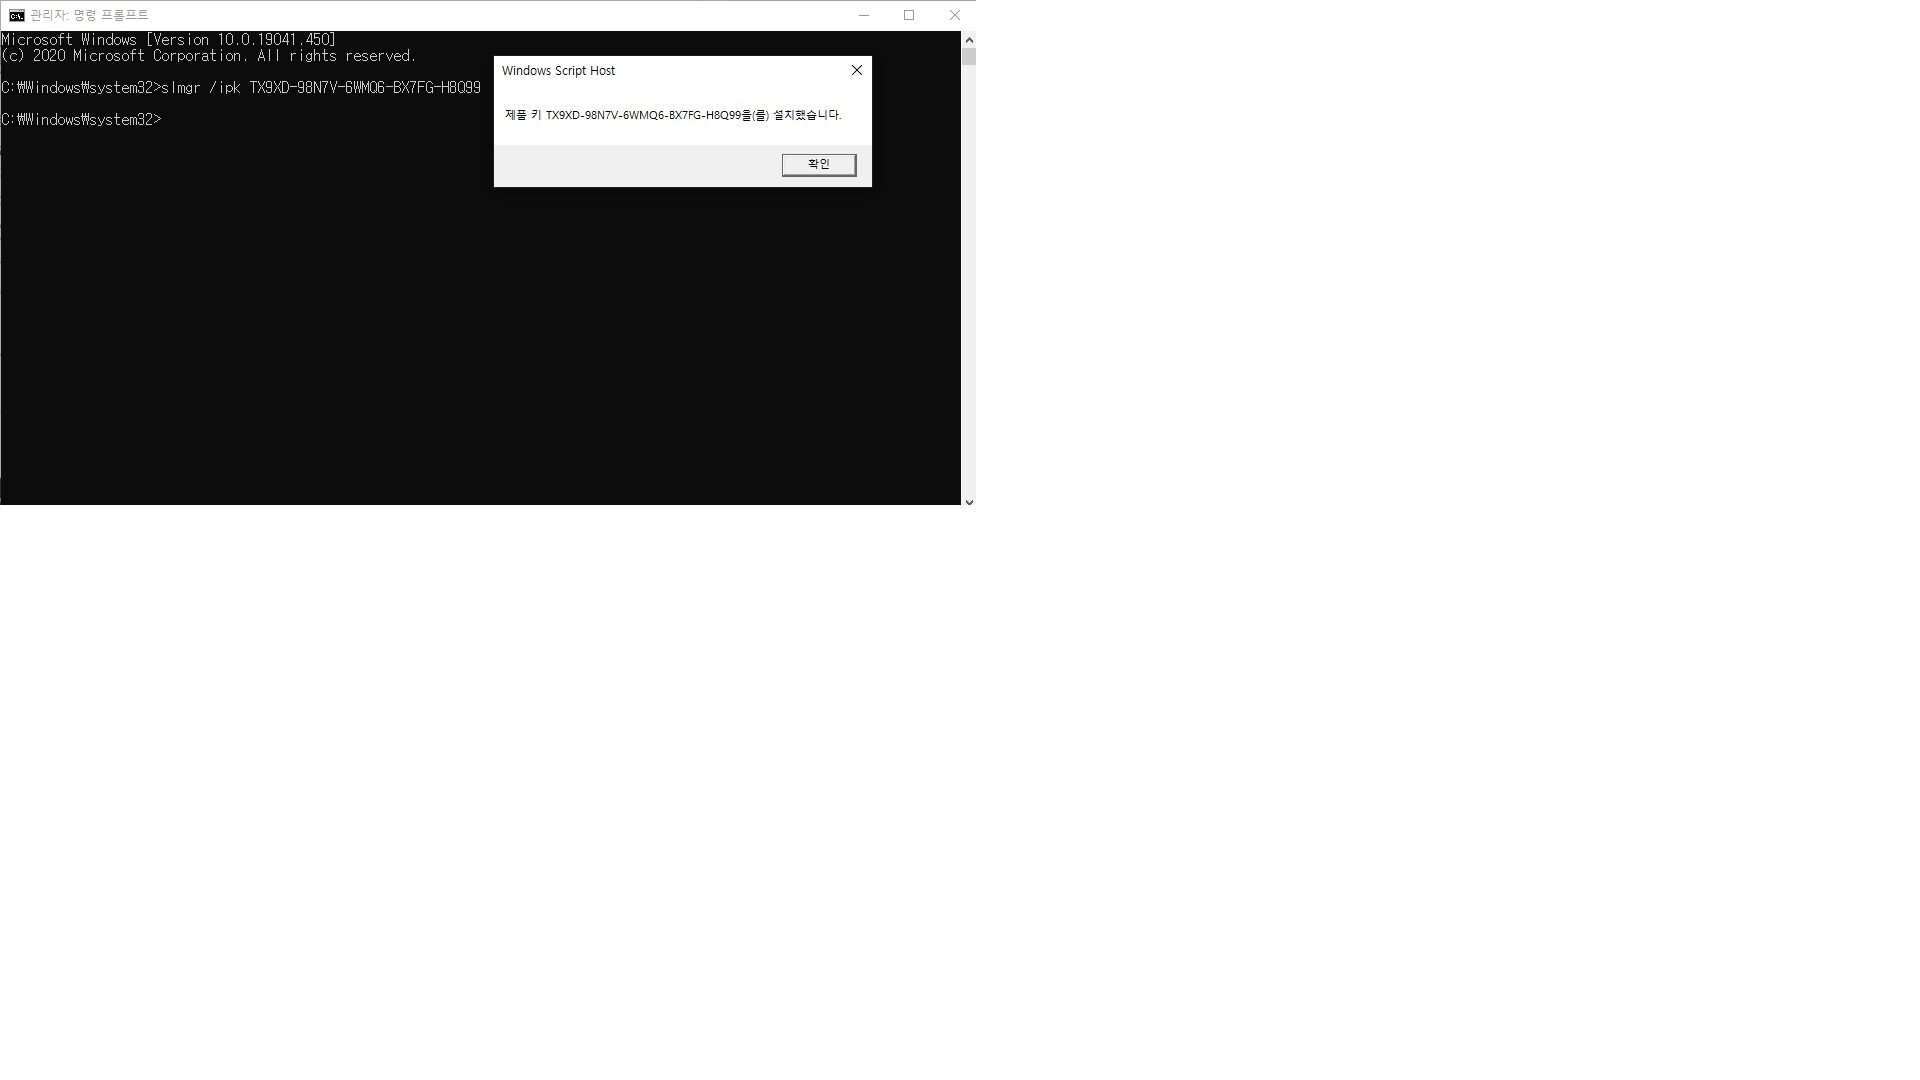 관리자: 명령 프롬프트
Microsoft Windows [Version 10.0.19041.450]
(c) 2020 Microsoft Corporation. All rights reserved.
C:₩Windows₩system32>slmgr /ipk TX9XD-98N7V-6WMQ6-BX7FG-H8Q99
C:₩Windows₩system32>
Windows Script Host
제품 키 TX9XD-98N7V-6WMQ6-BX7FG-H8Q99을(를) 설치했습니다.
확인